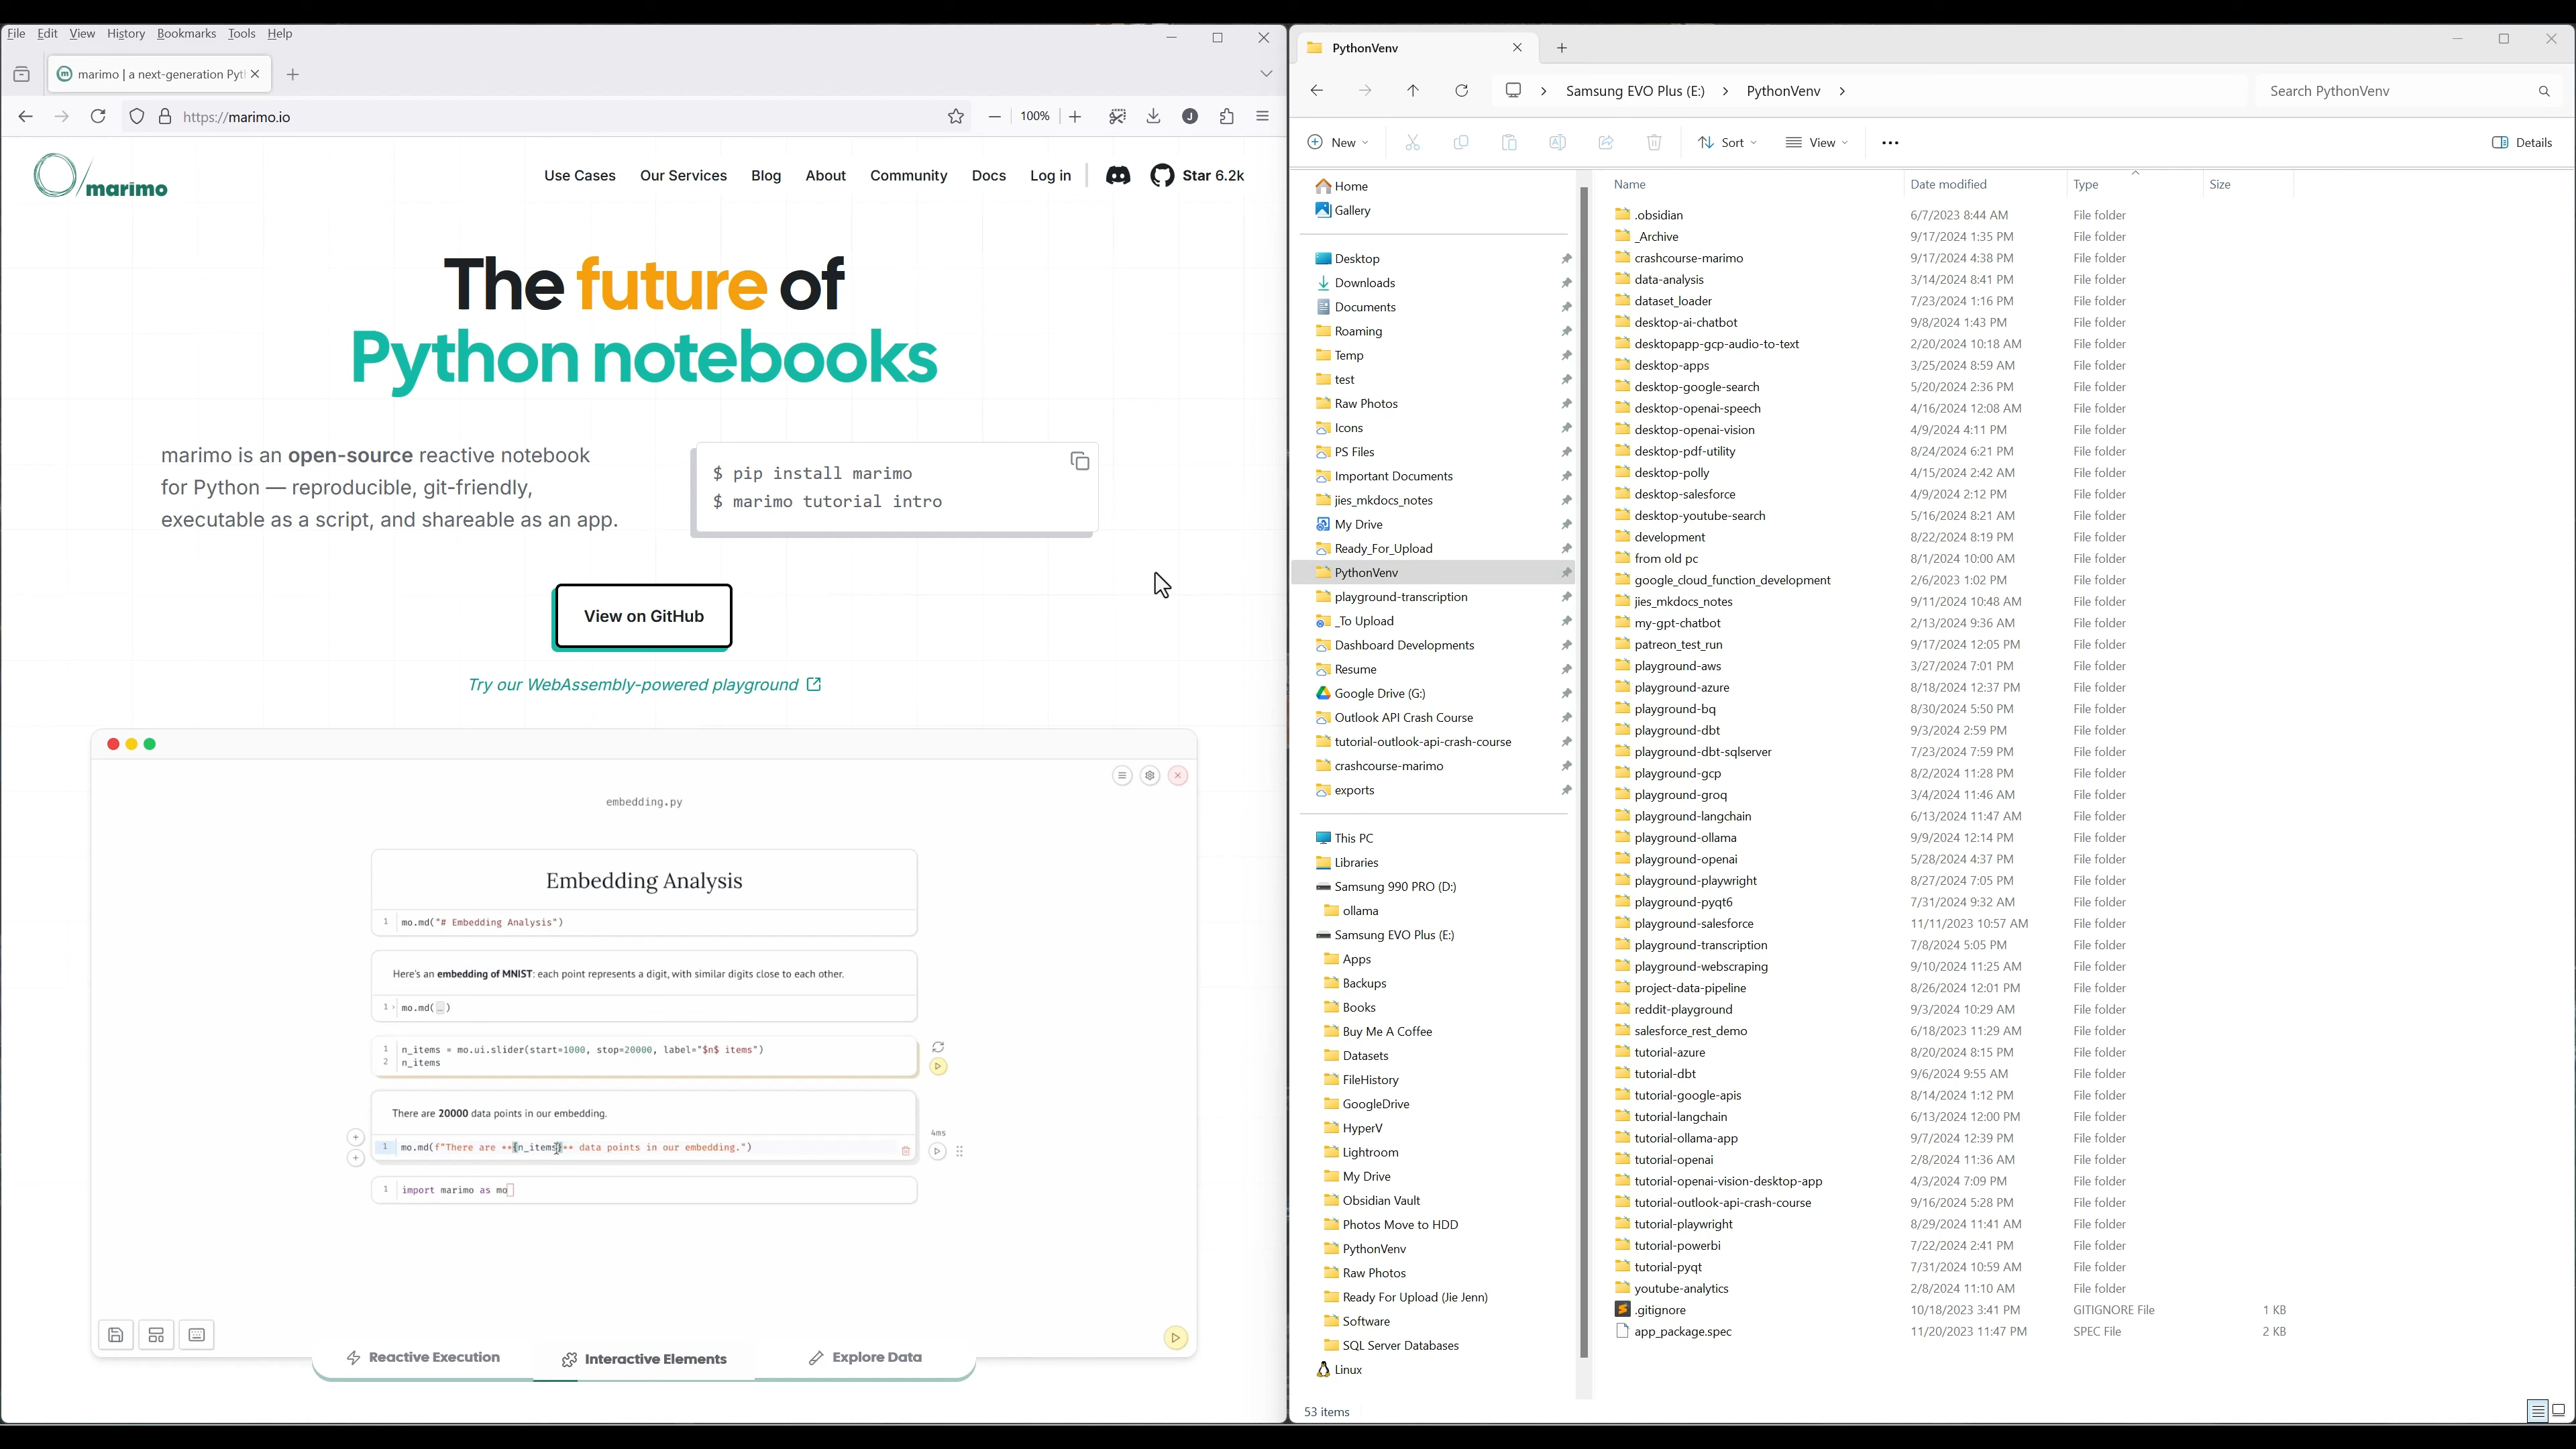 File Edit View History Bookmarks Tools Help
marimo | a next-generation Pyt
https://marimo.io
100%
J
marimo
Use Cases Our Services Blog About Community Docs Log in Star 6.2k
The future of
Python notebooks
marimo is an open-source reactive notebook
for Python — reproducible, git-friendly,
executable as a script, and shareable as an app.
$ pip install marimo
$ marimo tutorial intro
View on GitHub
Try our WebAssembly-powered playground
embedding.py
Embedding Analysis
1 mo.md("# Embedding Analysis")
Here's an embedding of MNIST: each point represents a digit, with similar digits close to each other.
1 mo.md(…)
1 n_items = mo.ui.slider(start=1000, stop=20000, label="$n$ items")
2 n_items
There are 20000 data points in our embedding.
4ms
1 mo.md(f"There are **{n_items}** data points in our embedding.")
1 import marimo as mo
Reactive Execution Interactive Elements Explore Data
PythonVenv
Samsung EVO Plus (E:) PythonVenv
Search PythonVenv
New Sort View Details
Home
Gallery
Desktop
Downloads
Documents
Roaming
Temp
test
Raw Photos
Icons
PS Files
Important Documents
jies_mkdocs_notes
My Drive
Ready_For_Upload
PythonVenv
playground-transcription
_To Upload
Dashboard Developments
Resume
Google Drive (G:)
Outlook API Crash Course
tutorial-outlook-api-crash-course
crashcourse-marimo
exports
This PC
Libraries
Samsung 990 PRO (D:)
ollama
Samsung EVO Plus (E:)
Apps
Backups
Books
Buy Me A Coffee
Datasets
FileHistory
GoogleDrive
HyperV
Lightroom
My Drive
Obsidian Vault
Photos Move to HDD
PythonVenv
Raw Photos
Ready For Upload (Jie Jenn)
Software
SQL Server Databases
Linux
Name Date modified Type Size
.obsidian 6/7/2023 8:44 AM File folder
_Archive 9/17/2024 1:35 PM File folder
crashcourse-marimo 9/17/2024 4:38 PM File folder
data-analysis 3/14/2024 8:41 PM File folder
dataset_loader 7/23/2024 1:16 PM File folder
desktop-ai-chatbot 9/8/2024 1:43 PM File folder
desktopapp-gcp-audio-to-text 2/20/2024 10:18 AM File folder
desktop-apps 3/25/2024 8:59 AM File folder
desktop-google-search 5/20/2024 2:36 PM File folder
desktop-openai-speech 4/16/2024 12:08 AM File folder
desktop-openai-vision 4/9/2024 4:11 PM File folder
desktop-pdf-utility 8/24/2024 6:21 PM File folder
desktop-polly 4/15/2024 2:42 AM File folder
desktop-salesforce 4/9/2024 2:12 PM File folder
desktop-youtube-search 5/16/2024 8:21 AM File folder
development 8/22/2024 8:19 PM File folder
from old pc 8/1/2024 10:00 AM File folder
google_cloud_function_development 2/6/2023 1:02 PM File folder
jies_mkdocs_notes 9/11/2024 10:48 AM File folder
my-gpt-chatbot 2/13/2024 9:36 AM File folder
patreon_test_run 9/17/2024 12:05 PM File folder
playground-aws 3/27/2024 7:01 PM File folder
playground-azure 8/18/2024 12:37 PM File folder
playground-bq 8/30/2024 5:50 PM File folder
playground-dbt 9/3/2024 2:59 PM File folder
playground-dbt-sqlserver 7/23/2024 7:59 PM File folder
playground-gcp 8/2/2024 11:28 PM File folder
playground-groq 3/4/2024 11:46 AM File folder
playground-langchain 6/13/2024 11:47 AM File folder
playground-ollama 9/9/2024 12:14 PM File folder
playground-openai 5/28/2024 4:37 PM File folder
playground-playwright 8/27/2024 7:05 PM File folder
playground-pyqt6 7/31/2024 9:32 AM File folder
playground-salesforce 11/11/2023 10:57 AM File folder
playground-transcription 7/8/2024 5:05 PM File folder
playground-webscraping 9/10/2024 11:25 AM File folder
project-data-pipeline 8/26/2024 12:01 PM File folder
reddit-playground 9/3/2024 10:29 AM File folder
salesforce_rest_demo 6/18/2023 11:29 AM File folder
tutorial-azure 8/20/2024 8:15 PM File folder
tutorial-dbt 9/6/2024 9:55 AM File folder
tutorial-google-apis 8/14/2024 1:12 PM File folder
tutorial-langchain 6/13/2024 12:00 PM File folder
tutorial-ollama-app 9/7/2024 12:39 PM File folder
tutorial-openai 2/8/2024 11:36 AM File folder
tutorial-openai-vision-desktop-app 4/3/2024 7:09 PM File folder
tutorial-outlook-api-crash-course 9/16/2024 5:28 PM File folder
tutorial-playwright 8/29/2024 11:41 AM File folder
tutorial-powerbi 7/22/2024 2:41 PM File folder
tutorial-pyqt 7/31/2024 10:59 AM File folder
youtube-analytics 2/8/2024 11:10 AM File folder
.gitignore 10/18/2023 3:41 PM GITIGNORE File 1 KB
app_package.spec 11/20/2023 11:47 PM SPEC File 2 KB
53 items